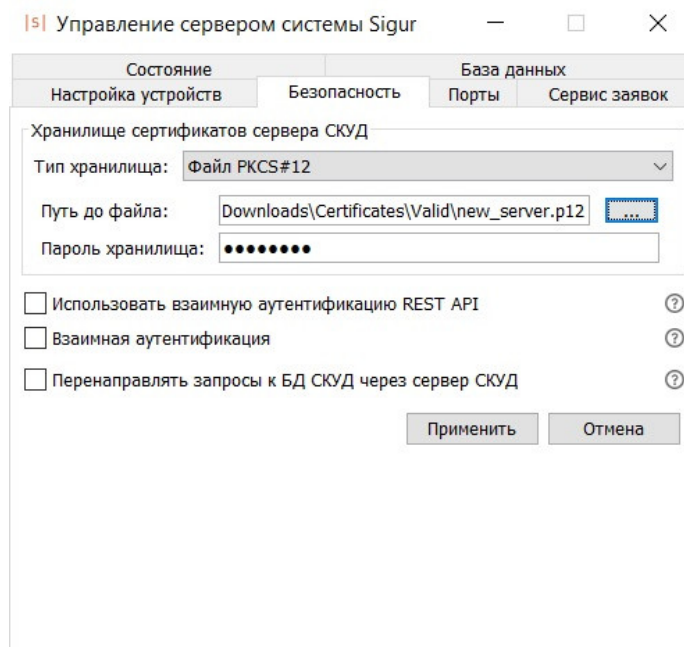 |s| Управление сервером системы Sigur
Состояние База данных
Настройка устройств Безопасность Порты Сервис заявок
Хранилище сертификатов сервера СКУД
Тип хранилища: Файл PKCS#12
Путь до файла: Downloads\Certificates\Valid\new_server.p12 ...
Пароль хранилища: ●●●●●●●●
Использовать взаимную аутентификацию REST API ?
Взаимная аутентификация ?
Перенаправлять запросы к БД СКУД через сервер СКУД ?
Применить Отмена